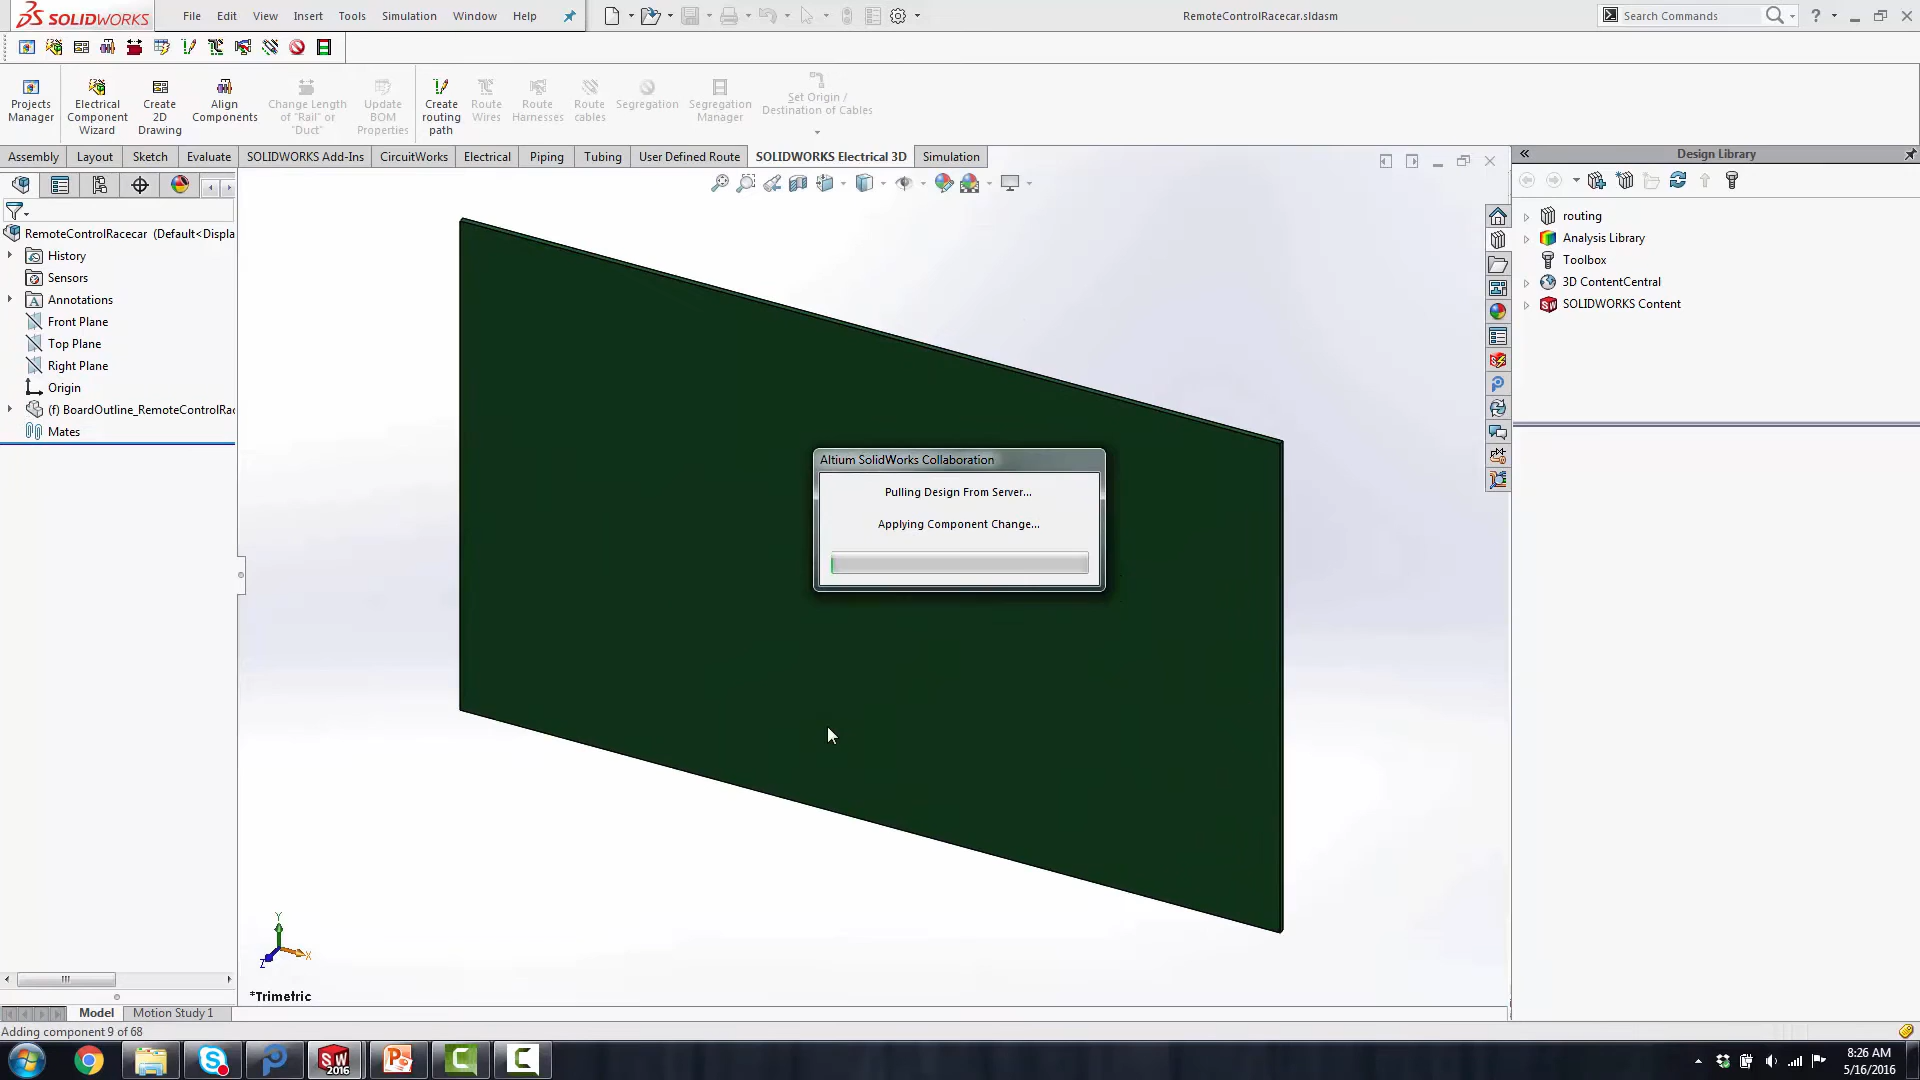 SOLIDWORKS
File Edit View Insert Tools Simulation Window Help
RemoteControlRacecar.sldasm
Search Commands
Projects Manager
Electrical Component Wizard
Create 2D Drawing
Align Components
Change Length of "Rail" or "Duct"
Update BOM Properties
Create routing path
Route Wires
Route Harnesses
Route cables
Segregation
Segregation Manager
Set Origin / Destination of Cables
Assembly Layout Sketch Evaluate SOLIDWORKS Add-Ins CircuitWorks Electrical Piping Tubing User Defined Route SOLIDWORKS Electrical 3D Simulation
Design Library
RemoteControlRacecar (Default<Displa
History
Sensors
Annotations
Front Plane
Top Plane
Right Plane
Origin
(f) BoardOutline_RemoteControlRac
Mates
routing
Analysis Library
Toolbox
3D ContentCentral
SOLIDWORKS Content
Altium SolidWorks Collaboration
Pulling Design From Server...
Applying Component Change...
Y
X
Z
*Trimetric
Model Motion Study 1
Adding component 9 of 68
SW 2016
8:26 AM
5/16/2016